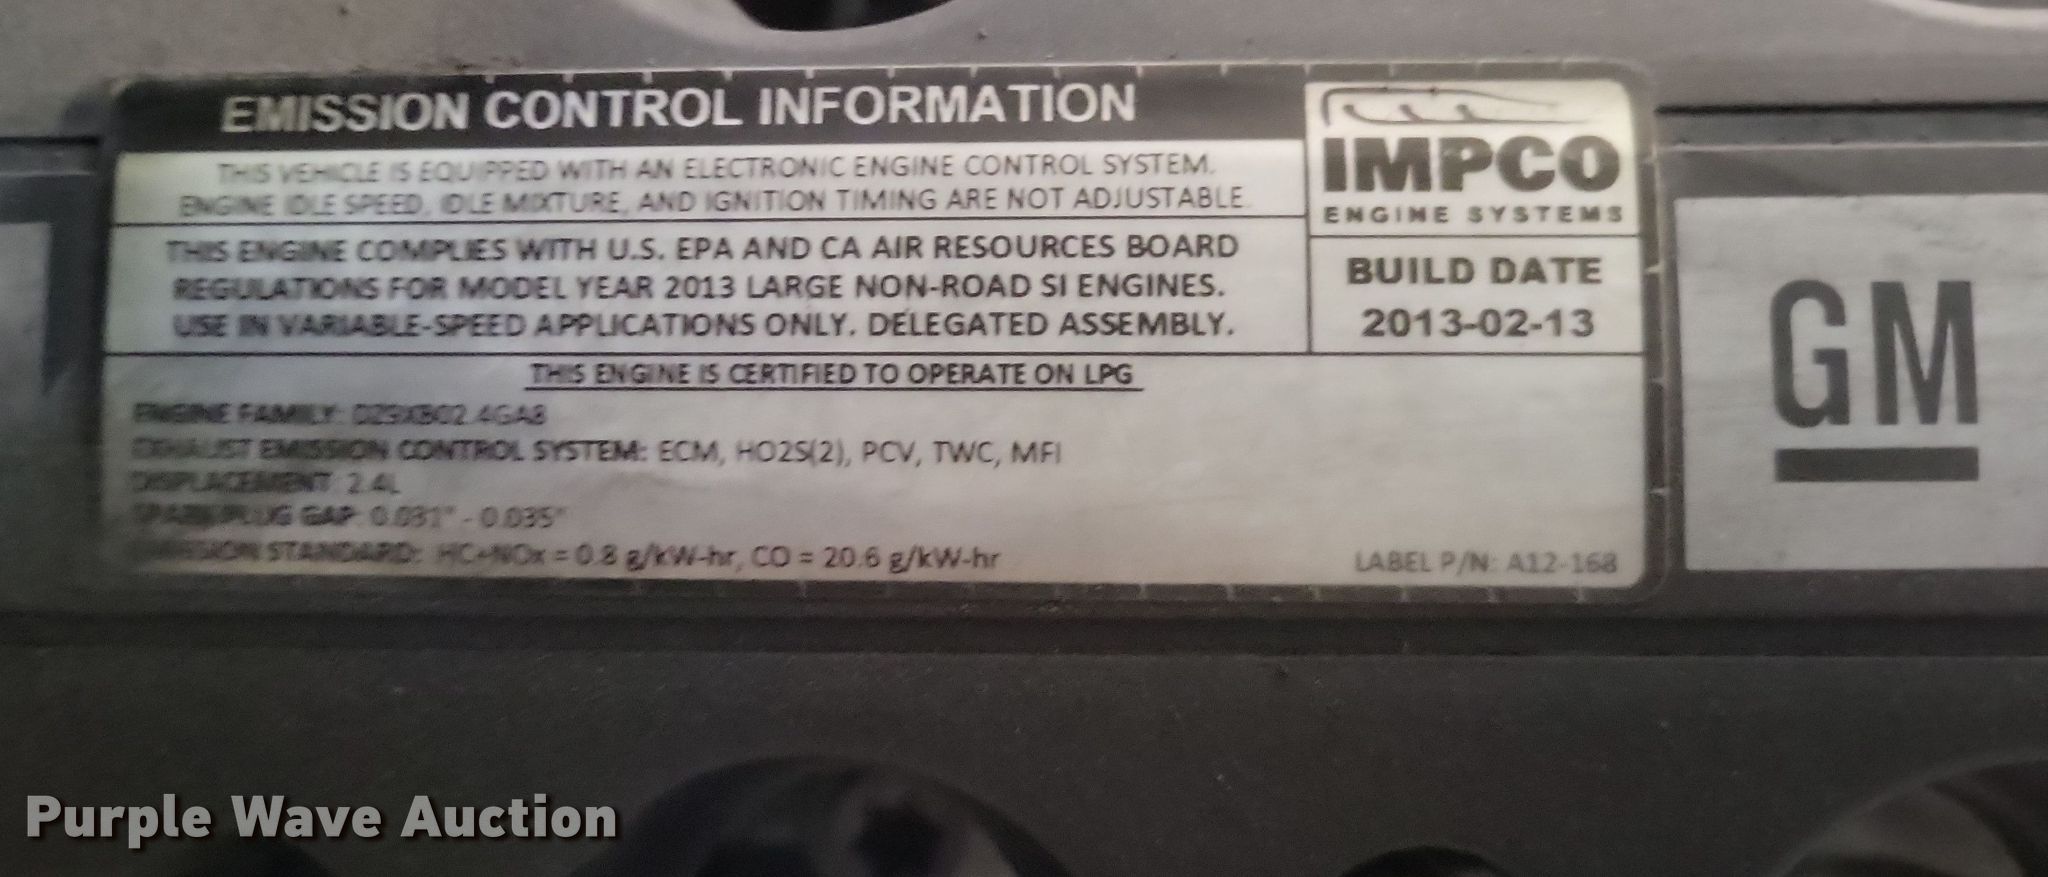 EMISSION CONTROL INFORMATION
THIS VEHICLE IS EQUIPPED WITH AN ELECTRONIC ENGINE CONTROL SYSTEM.
ENGINE IDLE SPEED, IDLE MIXTURE, AND IGNITION TIMING ARE NOT ADJUSTABLE.
IMPCO
ENGINE SYSTEMS
THIS ENGINE COMPLIES WITH U.S. EPA AND CA AIR RESOURCES BOARD
REGULATIONS FOR MODEL YEAR 2013 LARGE NON-ROAD SI ENGINES.
USE IN VARIABLE-SPEED APPLICATIONS ONLY. DELEGATED ASSEMBLY.
BUILD DATE
2013-02-13
THIS ENGINE IS CERTIFIED TO OPERATE ON LPG
ENGINE FAMILY:
EXHAUST EMISSION CONTROL SYSTEM: ECM, HO2S(2), PCV, TWC, MFI
DISPLACEMENT: 2.4L
SPARK PLUG GAP: 0.031" - 0.035"
EMISSION STANDARD: HC+NOx = 0.8 g/kW-hr, CO = 20.6 g/kW-hr
LABEL P/N: A12-168
GM
Purple Wave Auction